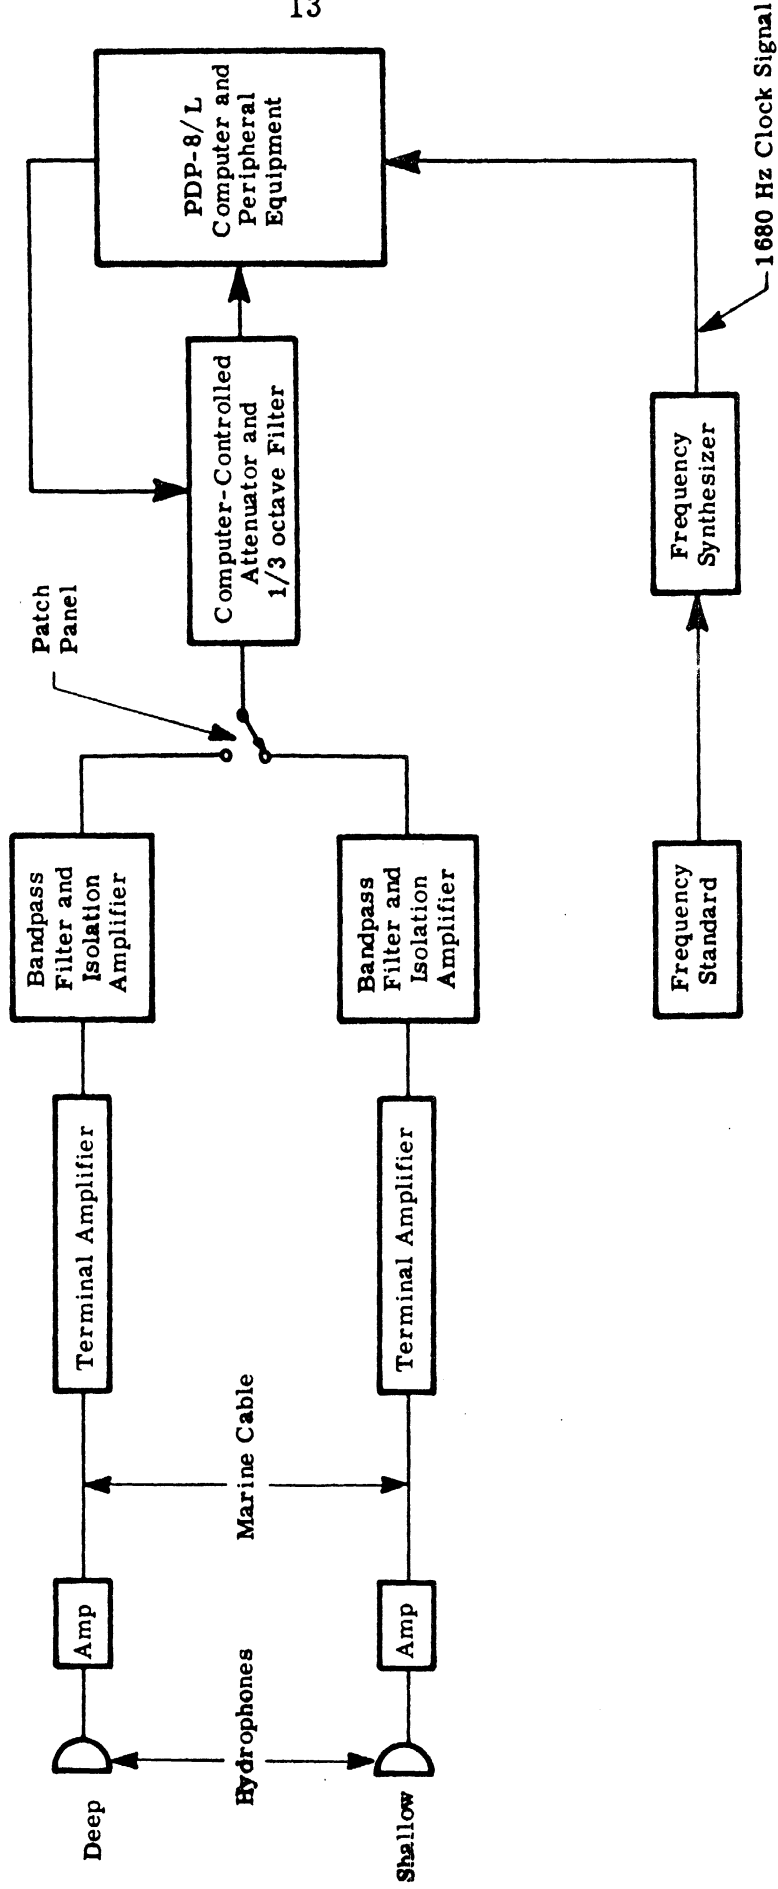 13
Deep
Shallow
Hydrophones
Amp
Amp
Marine Cable
Terminal Amplifier
Terminal Amplifier
Bandpass
Filter and
Isolation
Amplifier
Bandpass
Filter and
Isolation
Amplifier
Patch
Panel
Computer-Controlled
Attenuator and
1/3 octave Filter
PDP-8/L
Computer and
Peripheral
Equipment
Frequency
Standard
Frequency
Synthesizer
1680 Hz Clock Signal